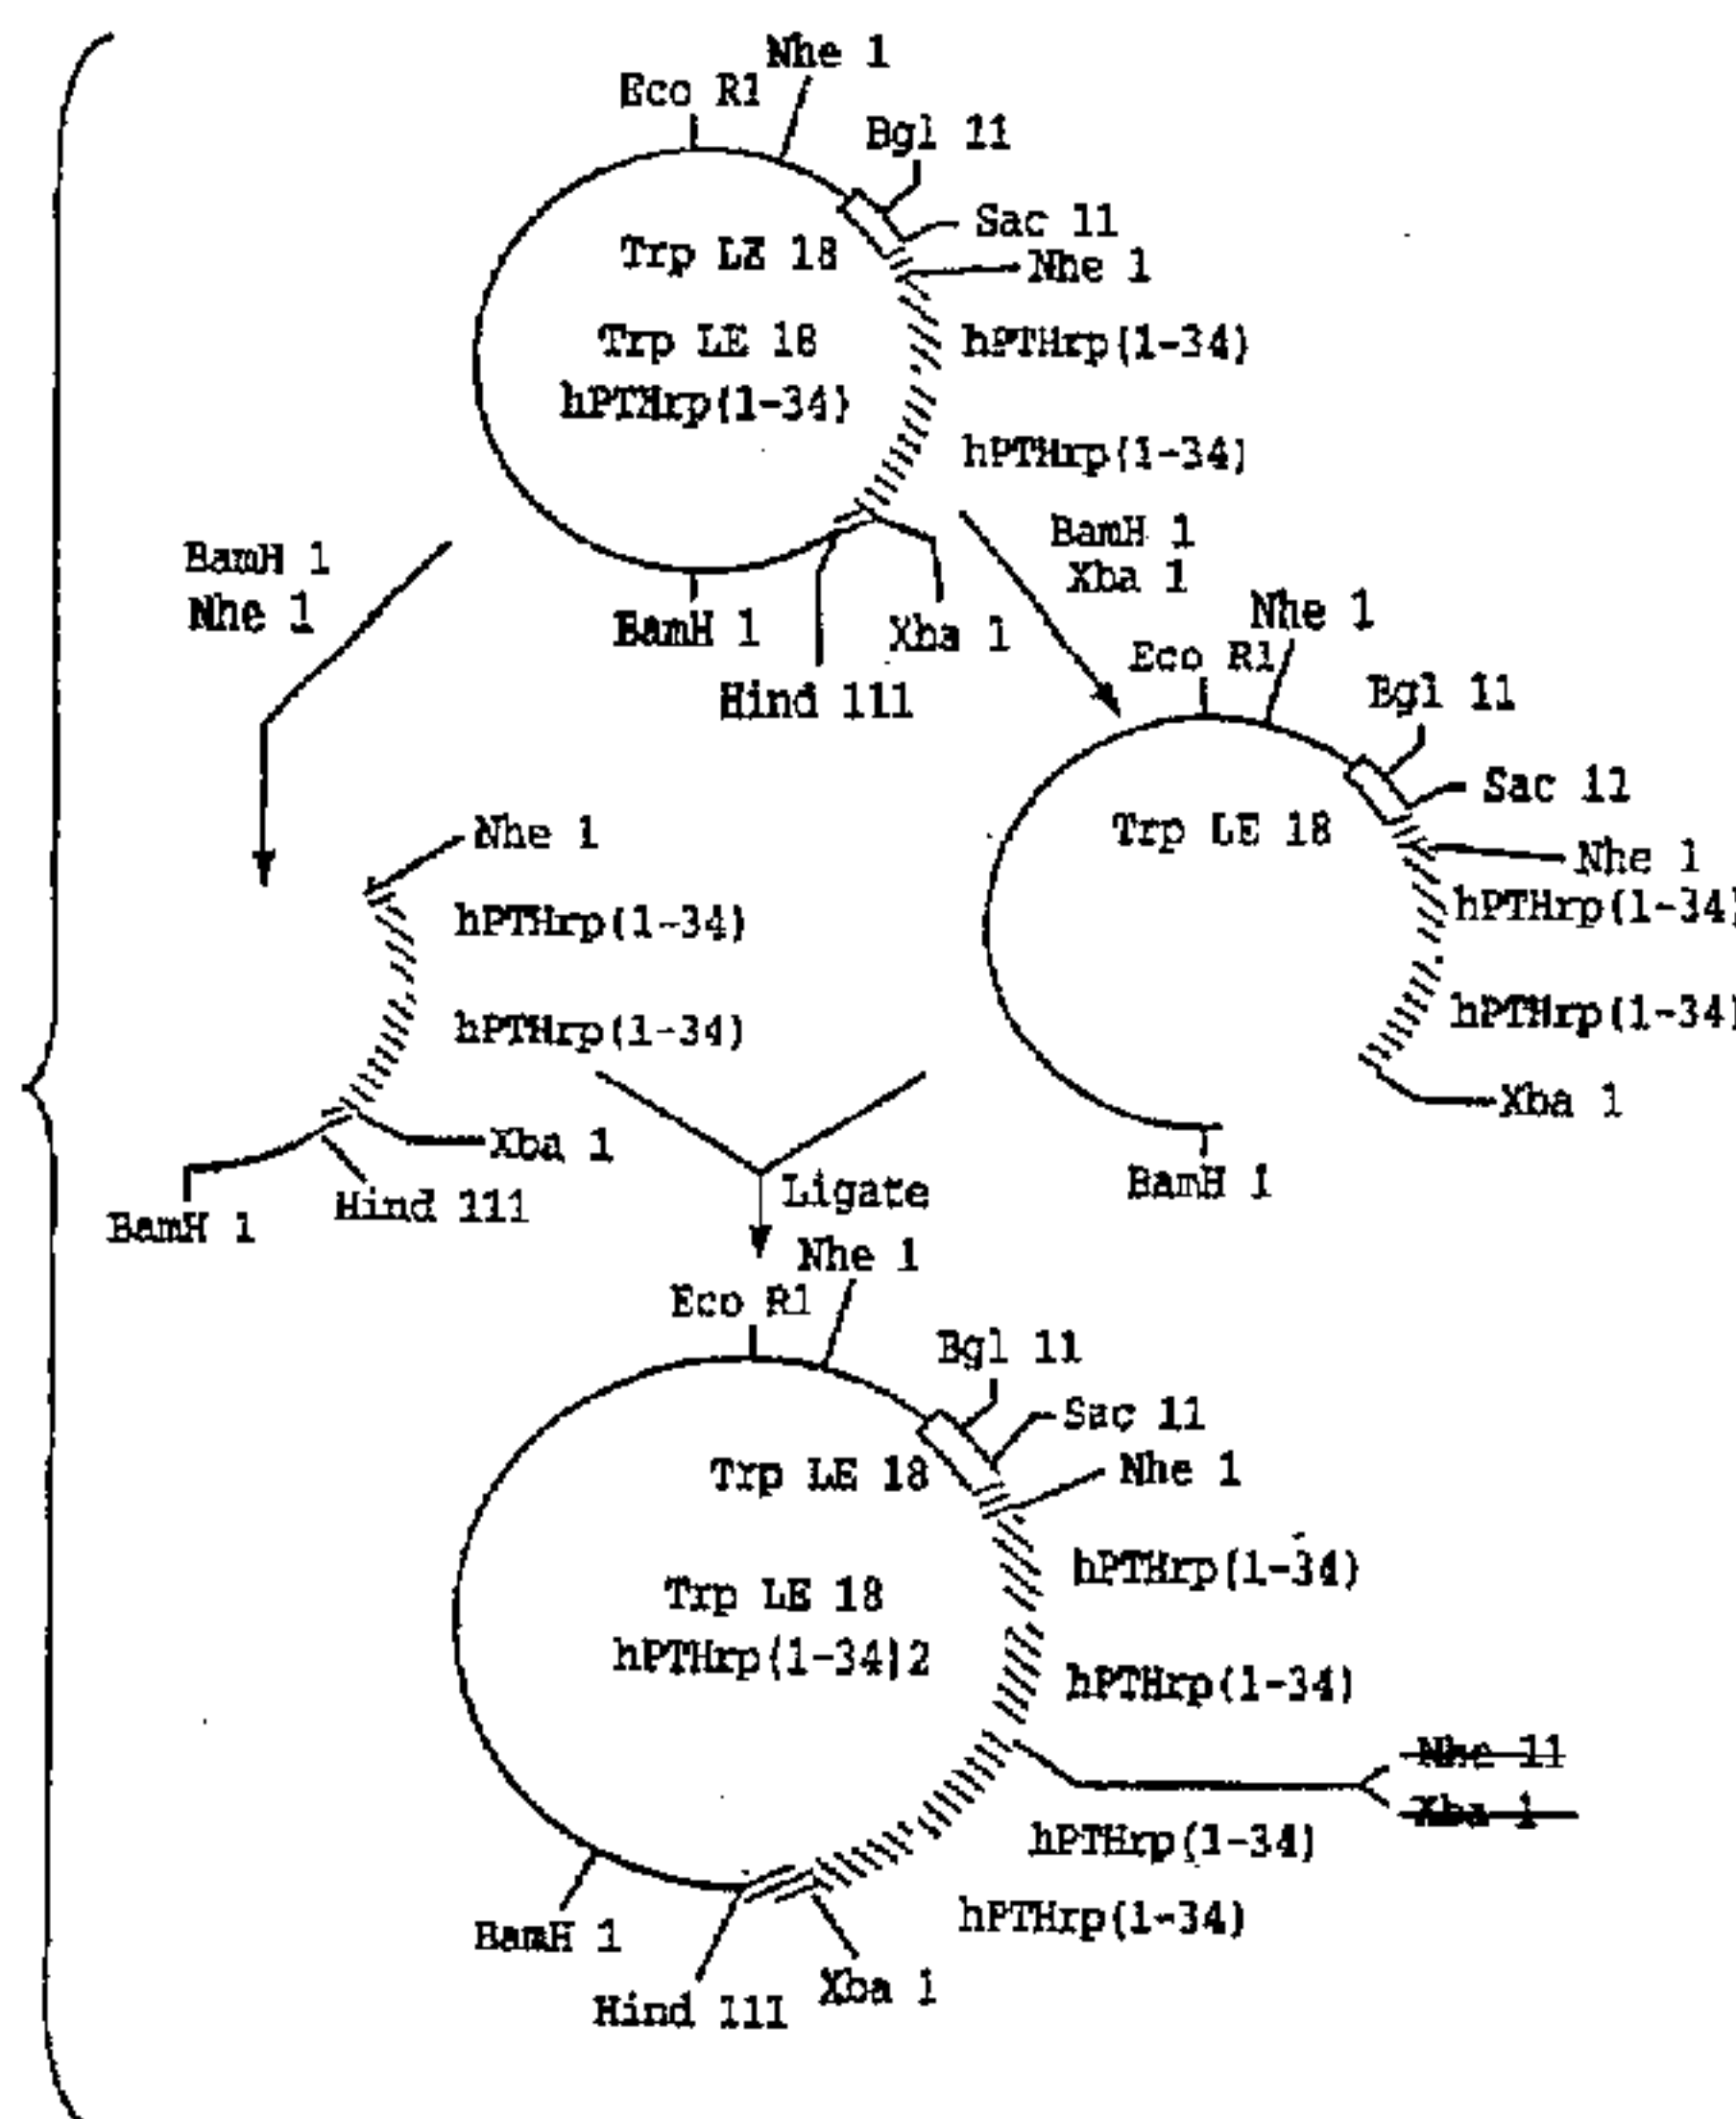 Nhe 1
Eco R1
Bgl 11
Sac 11
Trp LE 18
Nhe 1
Trp LE 18
hPTHrp(1-34)
hPTHrp(1-34)
hPTHrp(1-34)
BamH 1
Xba 1
BamH 1
Nhe 1
BamH 1
Xba 1
Hind 111
Nhe 1
Eco R1
Bgl 11
Sac 11
Trp LE 18
Nhe 1
hPTHrp(1-34)
hPTHrp(1-34)
Xba 1
BamH 1
Nhe 1
hPTHrp(1-34)
hPTHrp(1-34)
Xba 1
Hind 111
BamH 1
Ligate
Nhe 1
Eco R1
Bgl 11
Sac 11
Trp LE 18
Nhe 1
hPTHrp(1-34)
Trp LE 18
hPTHrp(1-34)2
hPTHrp(1-34)
Nhe 11
Xba 1
hPTHrp(1-34)
hPTHrp(1-34)
BamH 1
Xba 1
Hind 111